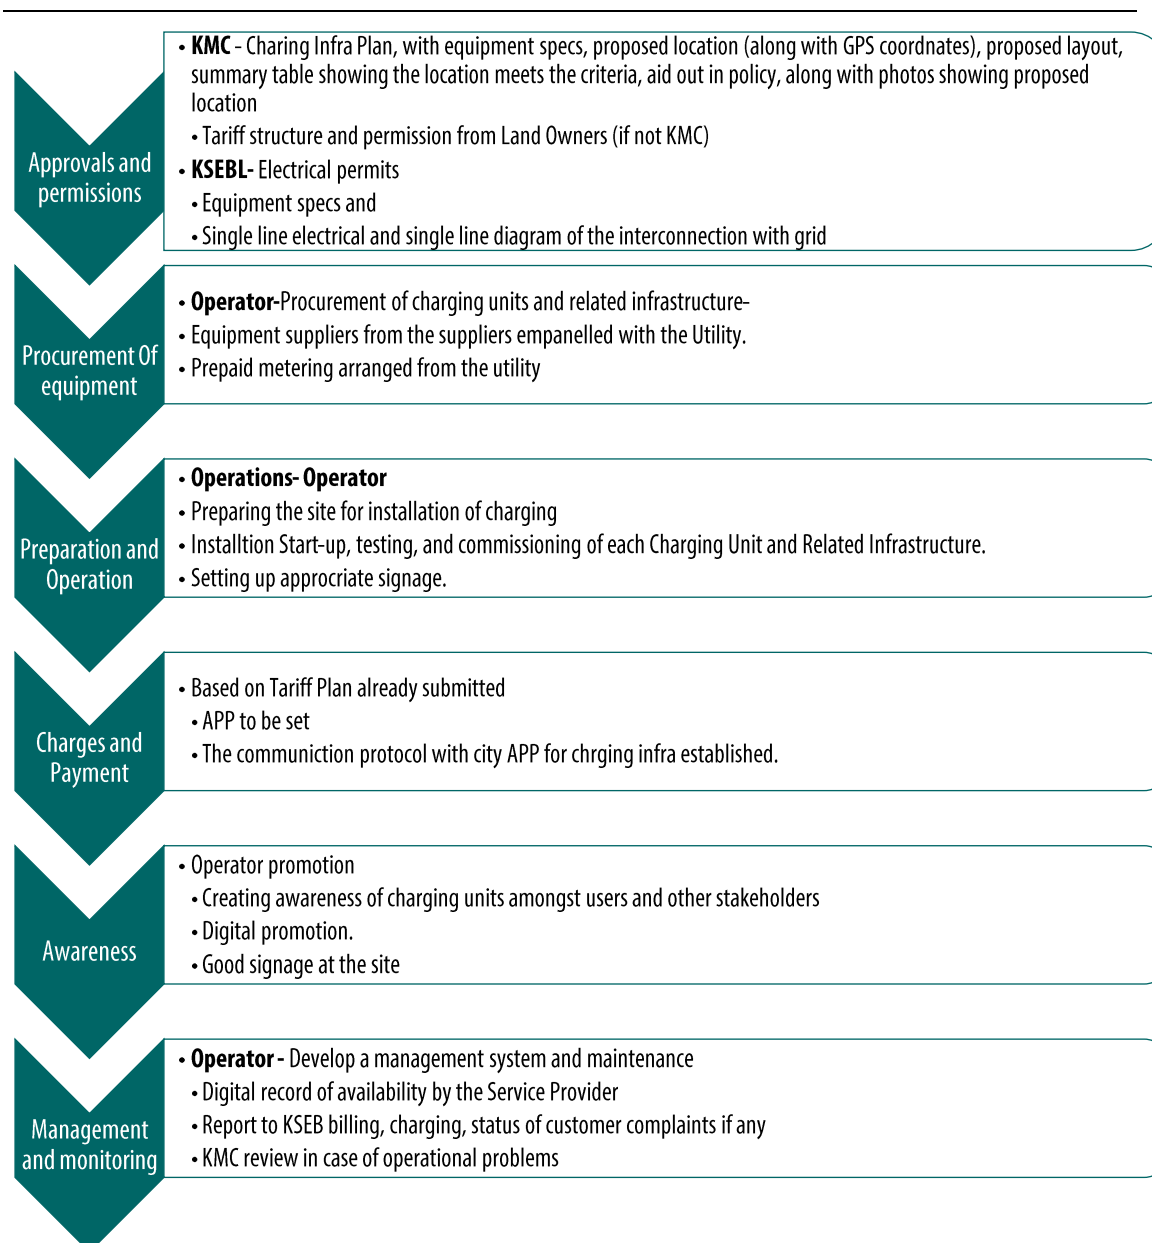 Approvals and
permissions
• KMC - Charing Infra Plan, with equipment specs, proposed location (along with GPS coordnates), proposed layout,
summary table showing the location meets the criteria, aid out in policy, along with photos showing proposed
location
• Tariff structure and permission from Land Owners (if not KMC)
• KSEBL- Electrical permits
• Equipment specs and
• Single line electrical and single line diagram of the interconnection with grid
Procurement Of
equipment
• Operator-Procurement of charging units and related infrastructure-
• Equipment suppliers from the suppliers empanelled with the Utility.
• Prepaid metering arranged from the utility
Preparation and
Operation
• Operations- Operator
• Preparing the site for installation of charging
• Installtion Start-up, testing, and commissioning of each Charging Unit and Related Infrastructure.
• Setting up approcriate signage.
Charges and
Payment
• Based on Tariff Plan already submitted
• APP to be set
• The communiction protocol with city APP for chrging infra established.
Awareness
• Operator promotion
• Creating awareness of charging units amongst users and other stakeholders
• Digital promotion.
• Good signage at the site
Management
and monitoring
• Operator - Develop a management system and maintenance
• Digital record of availability by the Service Provider
• Report to KSEB billing, charging, status of customer complaints if any
• KMC review in case of operational problems